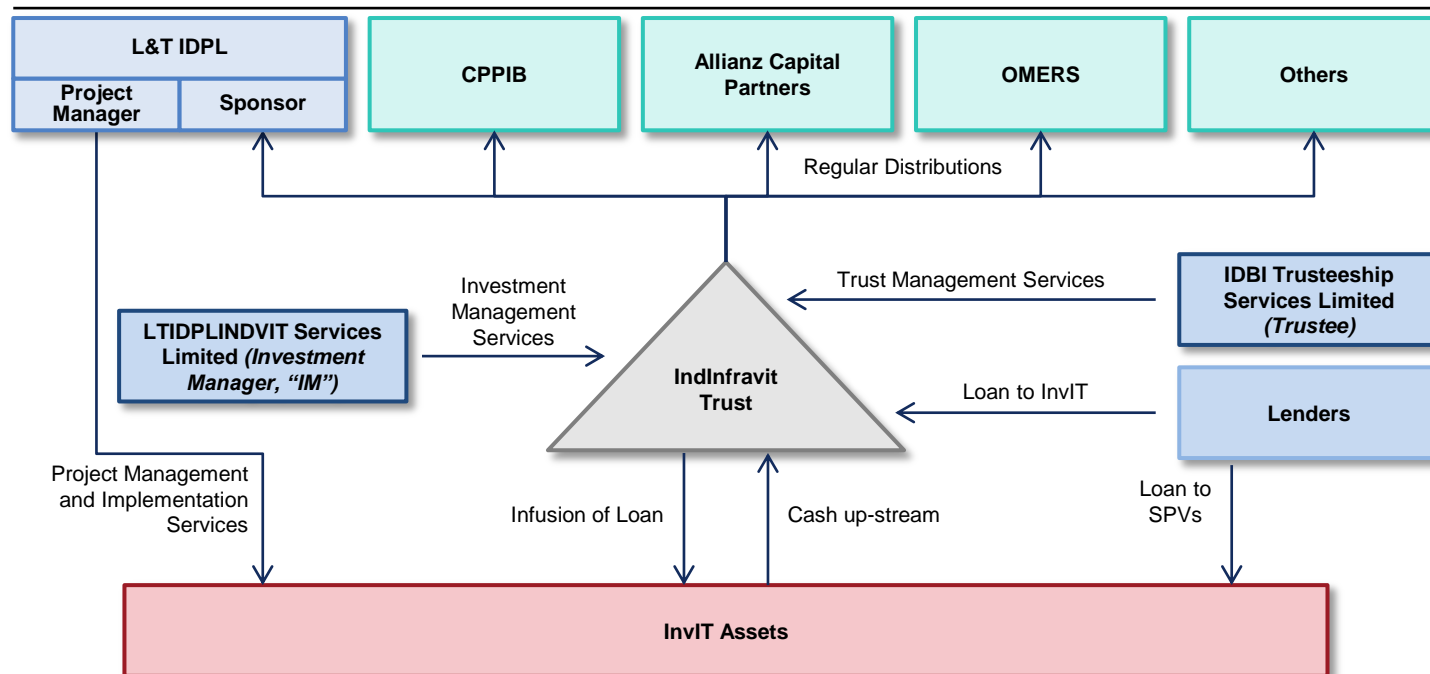 L&T IDPL
Project
Manager
Sponsor
CPPIB
Allianz Capital
Partners
OMERS
Others
Regular Distributions
Investment
Management
Services
Trust Management Services
IDBI Trusteeship
Services Limited
(Trustee)
LTIDPLINDVIT Services
Limited (Investment
Manager, “IM”)
IndInfravit
Trust
Loan to InvIT
Lenders
Project Management
and Implementation
Services
Infusion of Loan
Cash up-stream
Loan to
SPVs
InvIT Assets